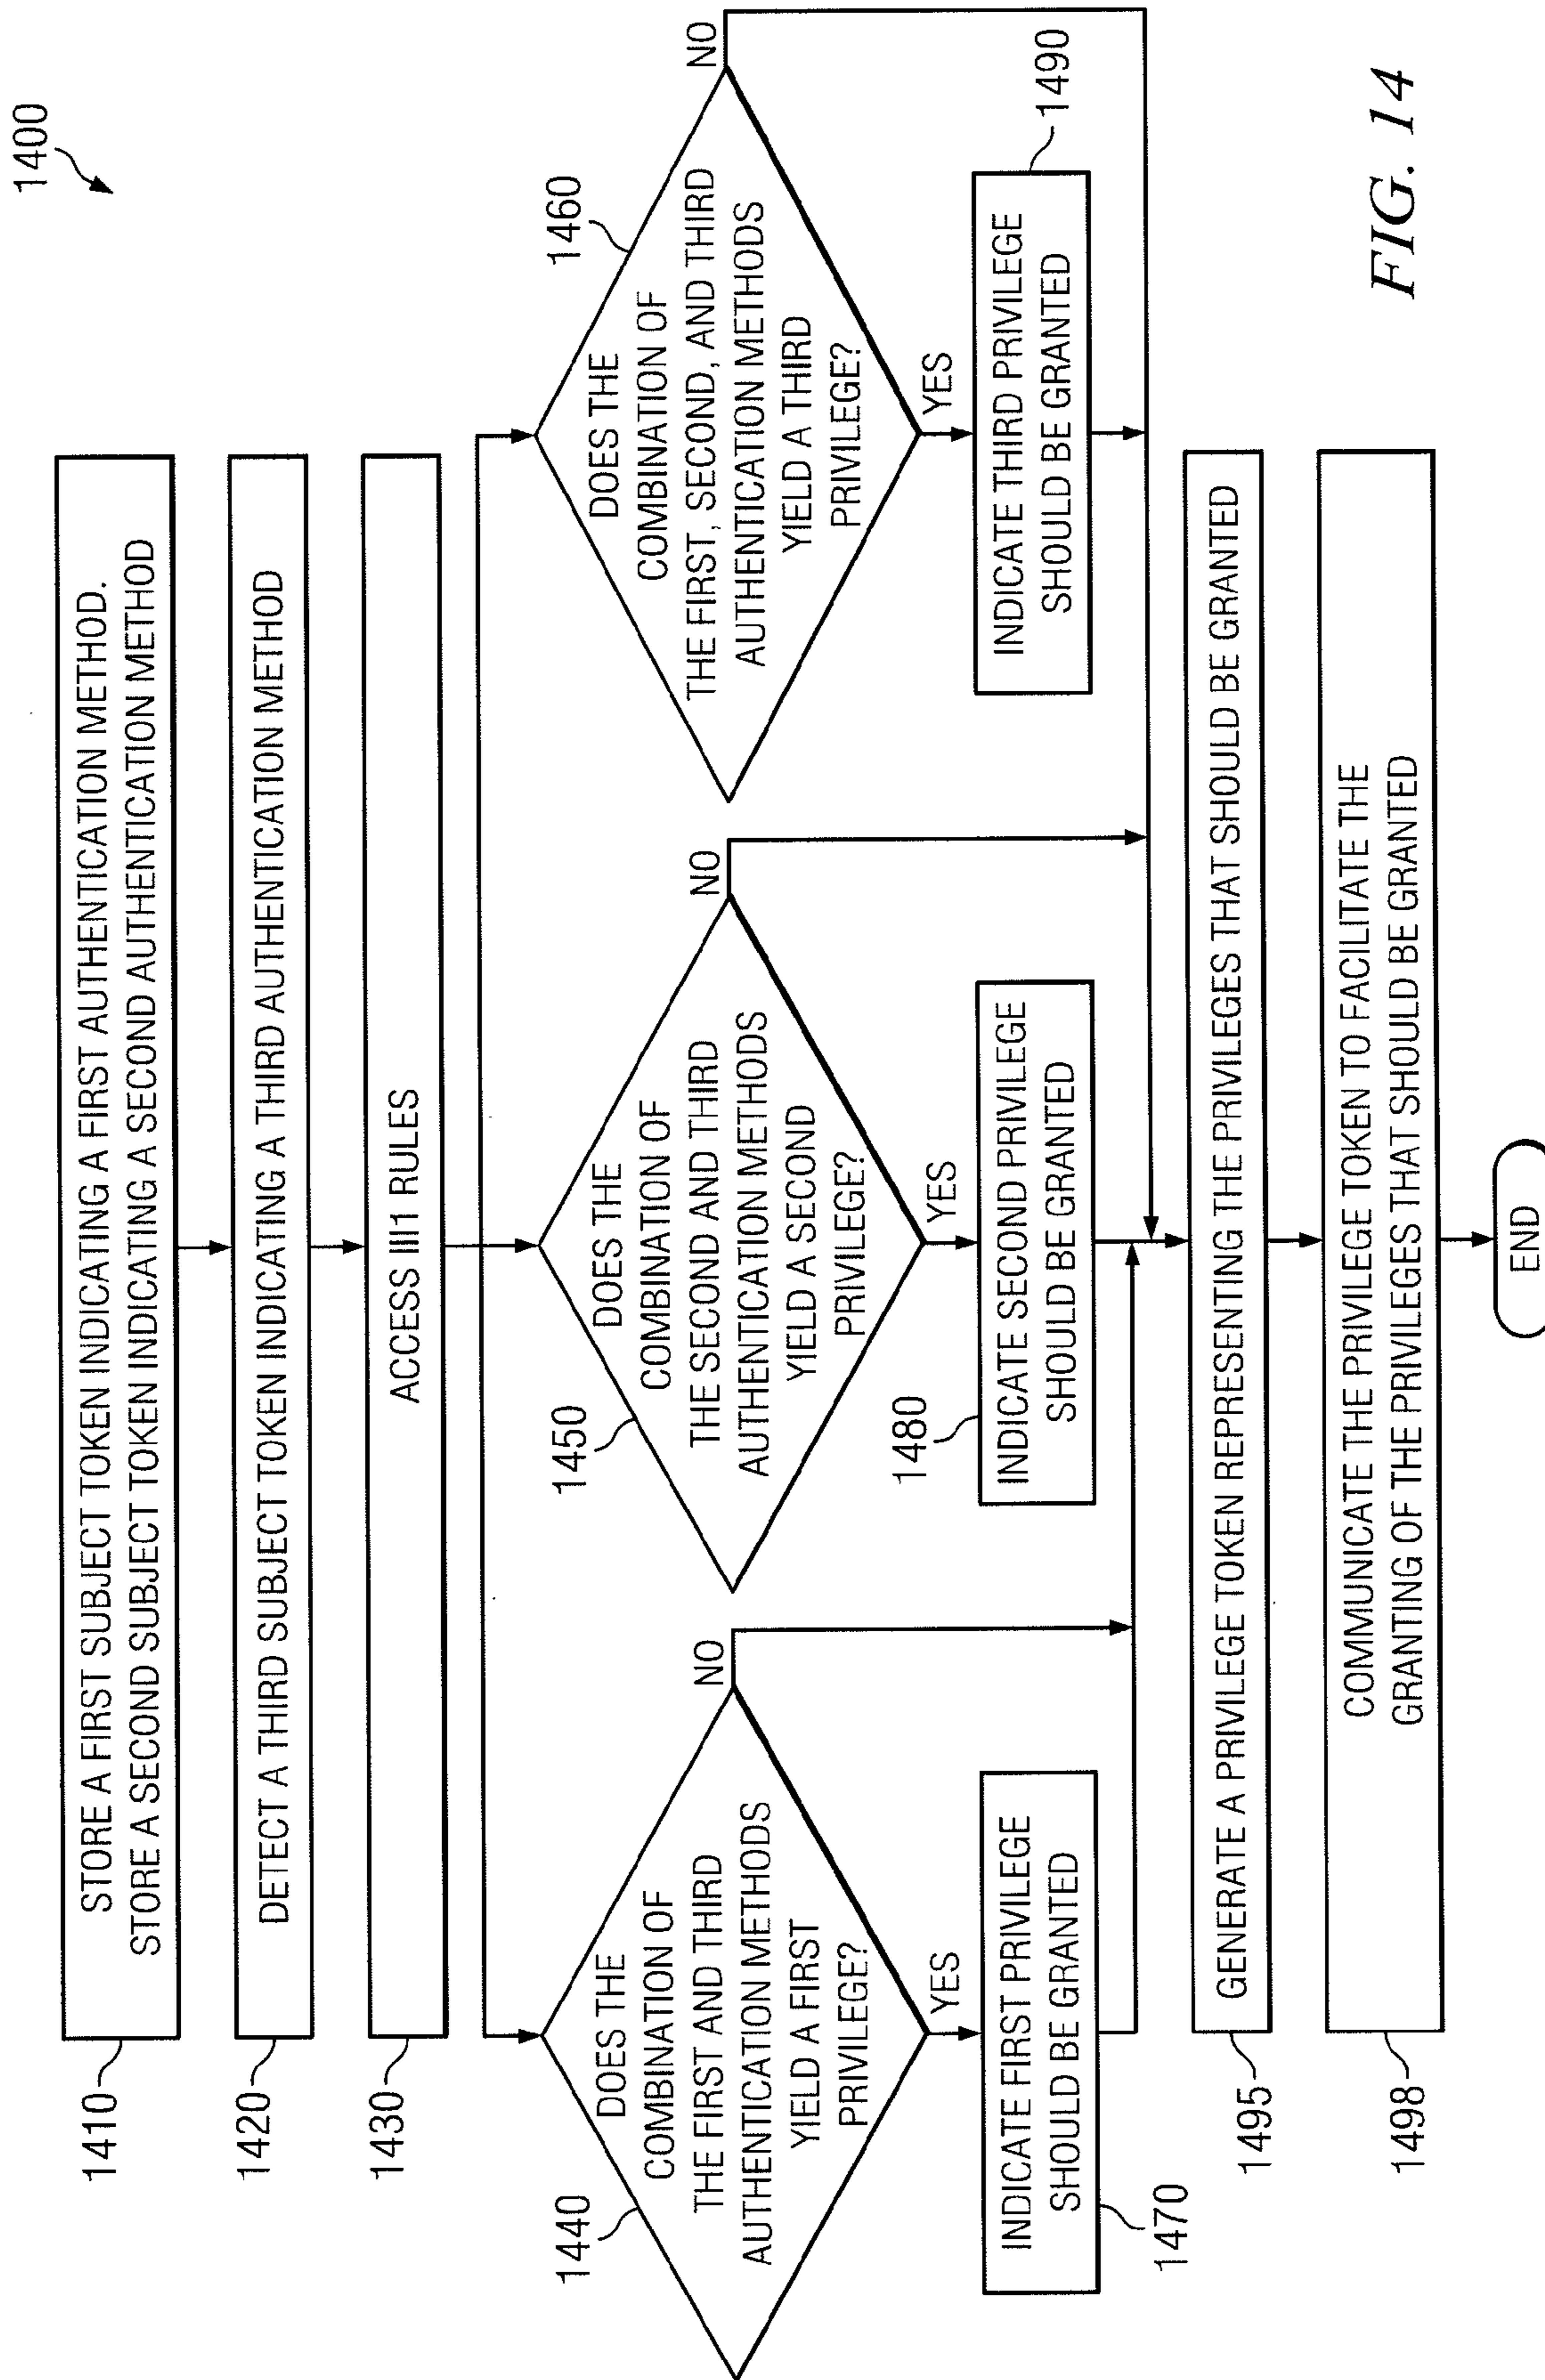 1400
1410
STORE A FIRST SUBJECT TOKEN INDICATING A FIRST AUTHENTICATION METHOD.
STORE A SECOND SUBJECT TOKEN INDICATING A SECOND AUTHENTICATION METHOD
1420
DETECT A THIRD SUBJECT TOKEN INDICATING A THIRD AUTHENTICATION METHOD
1430
ACCESS III1 RULES
1440
DOES THE
COMBINATION OF
THE FIRST AND THIRD
AUTHENTICATION METHODS
YIELD A FIRST
PRIVILEGE?
NO
YES
1450
DOES THE
COMBINATION OF
THE SECOND AND THIRD
AUTHENTICATION METHODS
YIELD A SECOND
PRIVILEGE?
NO
YES
1460
DOES THE
COMBINATION OF
THE FIRST, SECOND, AND THIRD
AUTHENTICATION METHODS
YIELD A THIRD
PRIVILEGE?
NO
YES
INDICATE FIRST PRIVILEGE
SHOULD BE GRANTED
1470
1480
INDICATE SECOND PRIVILEGE
SHOULD BE GRANTED
INDICATE THIRD PRIVILEGE
SHOULD BE GRANTED
1490
1495
GENERATE A PRIVILEGE TOKEN REPRESENTING THE PRIVILEGES THAT SHOULD BE GRANTED
1498
COMMUNICATE THE PRIVILEGE TOKEN TO FACILITATE THE
GRANTING OF THE PRIVILEGES THAT SHOULD BE GRANTED
END
FIG. 14